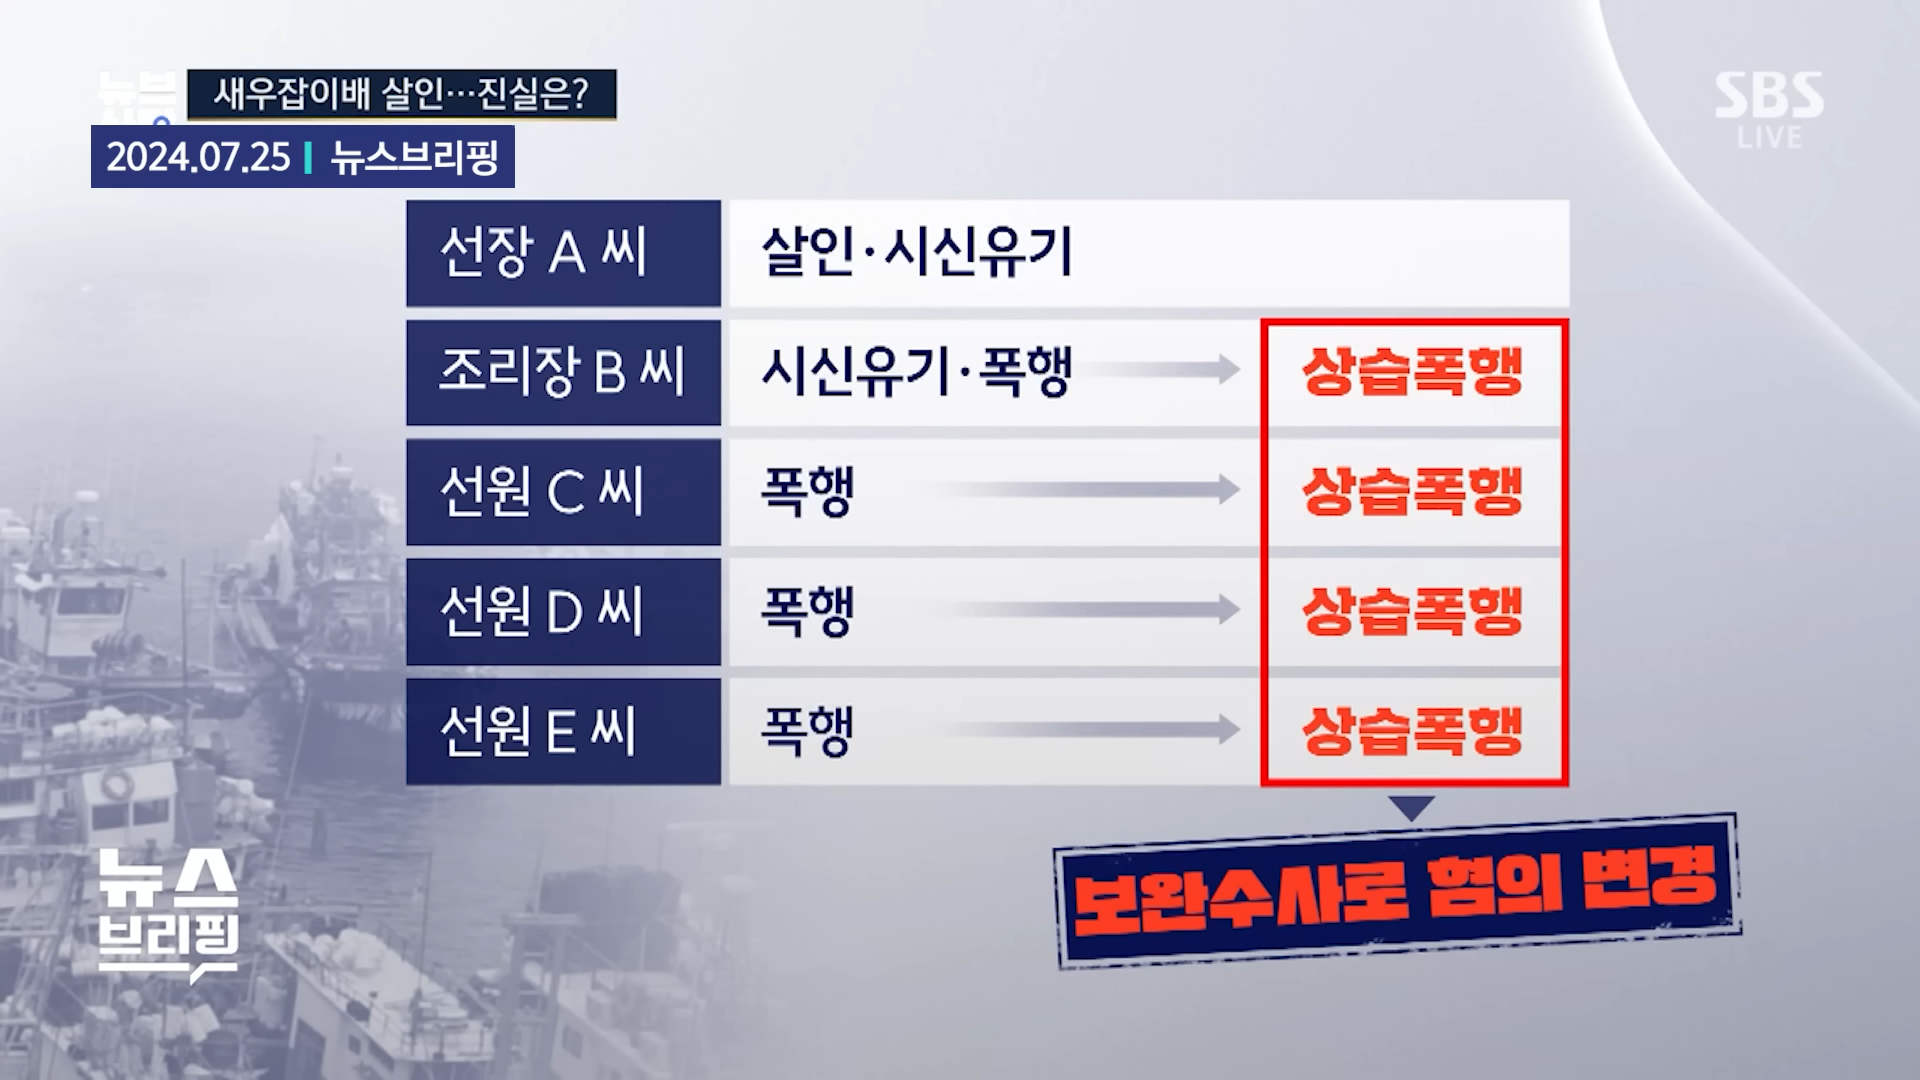 새우잡이배 살인…진실은?
SBS
LIVE
2024.07.25 | 뉴스브리핑
선장 A 씨 살인·시신유기
조리장 B 씨 시신유기·폭행 → 상습폭행
선원 C 씨 폭행 → 상습폭행
선원 D 씨 폭행 → 상습폭행
선원 E 씨 폭행 → 상습폭행
보완수사로 혐의 변경
뉴스
브리핑